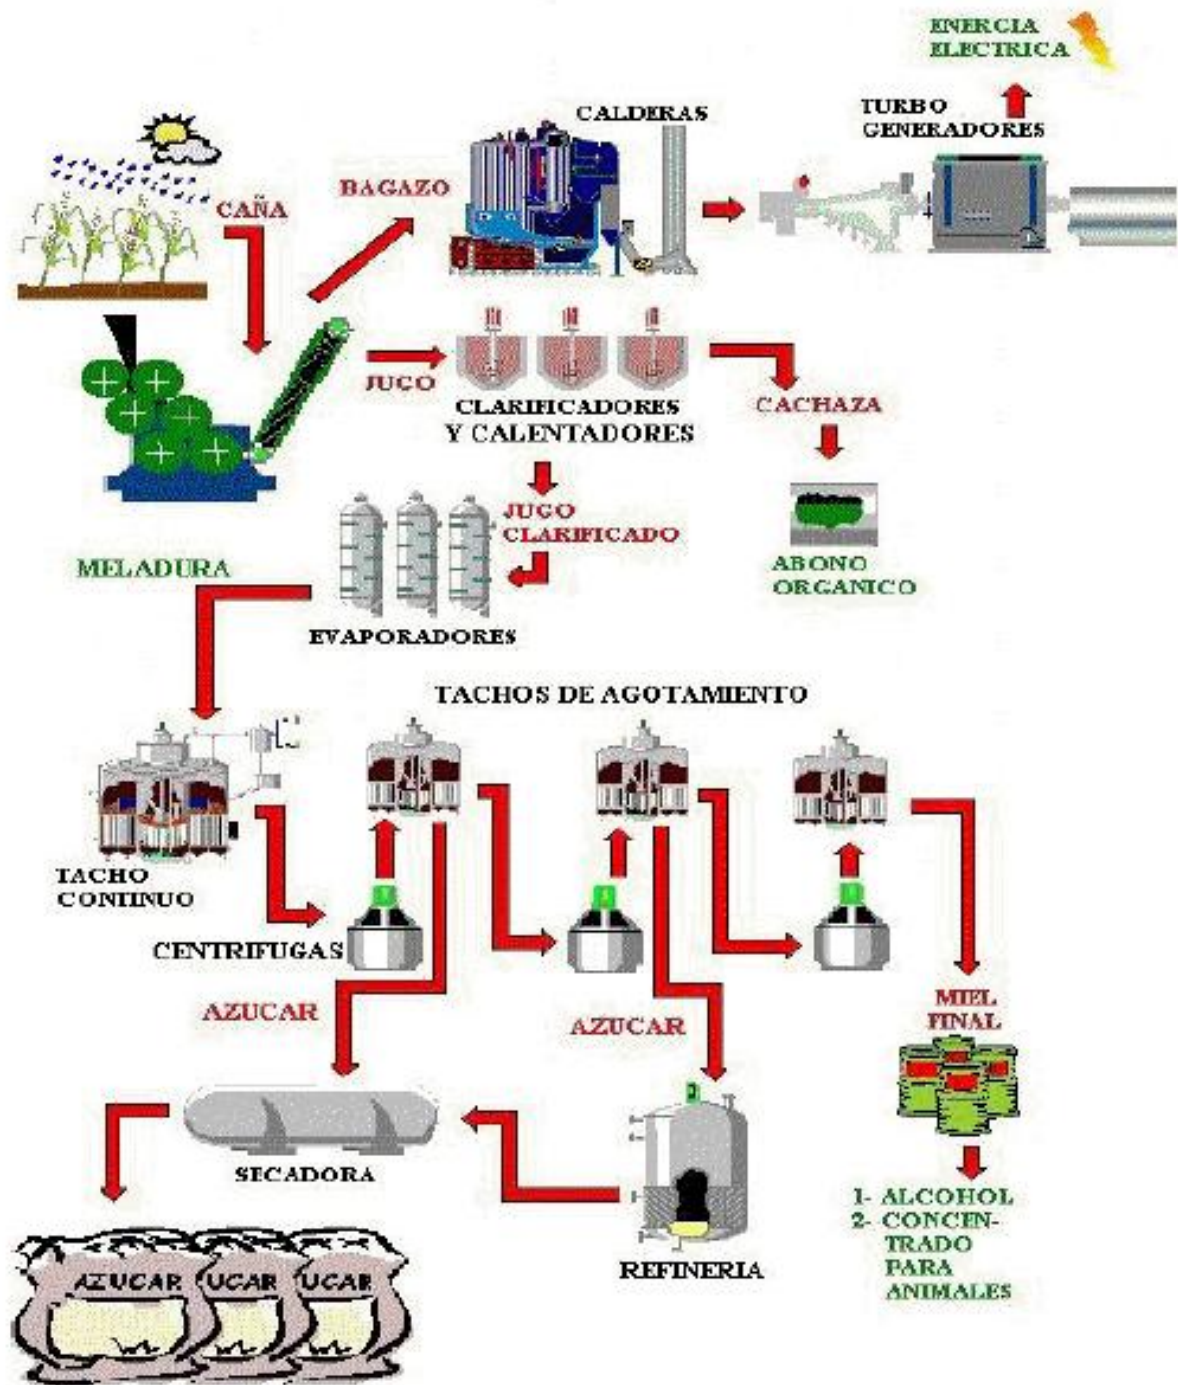 ENERCIA
ELECTRICA
CALDERAS
TURBO
GENERADORES
BAGAZO
CAÑA
JUGO
CLARIFICADORES
Y CALENTADORES
CACHAZA
JUGO
CLARIFICADO
ABONO
ORGANICO
MELADURA
EVAPORADORES
TACHOS DE AGOTAMIENTO
TACHO
CONTINUO
CENTRIFUGAS
AZUCAR
AZUCAR
MIEL
FINAL
SECADORA
REFINERIA
1- ALCOHOL
2- CONCEN-
TRADO
PARA
ANIMALES
AZUCAR
UCAR
UCAR